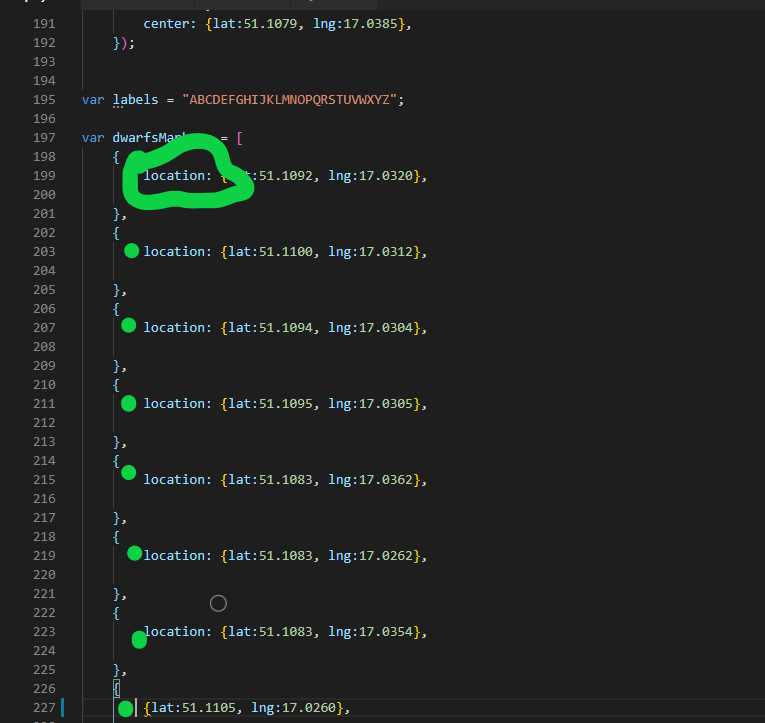 191 center: {lat:51.1079, lng:17.0385},
192 });
193
194
195 var labels = "ABCDEFGHIJKLMNOPQRSTUVWXYZ";
196
197 var = [
198 {
199 location: :51.1092, lng:17.0320},
200
201 },
202 {
203 location: {lat:51.1100, lng:17.0312},
204
205 },
206 {
207 location: {lat:51.1094, lng:17.0304},
208
209 },
210 {
211 location: {lat:51.1095, lng:17.0305},
212
213 },
214 {
215 location: {lat:51.1083, lng:17.0362},
216
217 },
218 {
219 location: {lat:51.1083, lng:17.0262},
220
221 },
222 {
223 location: {lat:51.1083, lng:17.0354},
224
225 },
226 {
227 {lat:51.1105, lng:17.0260},